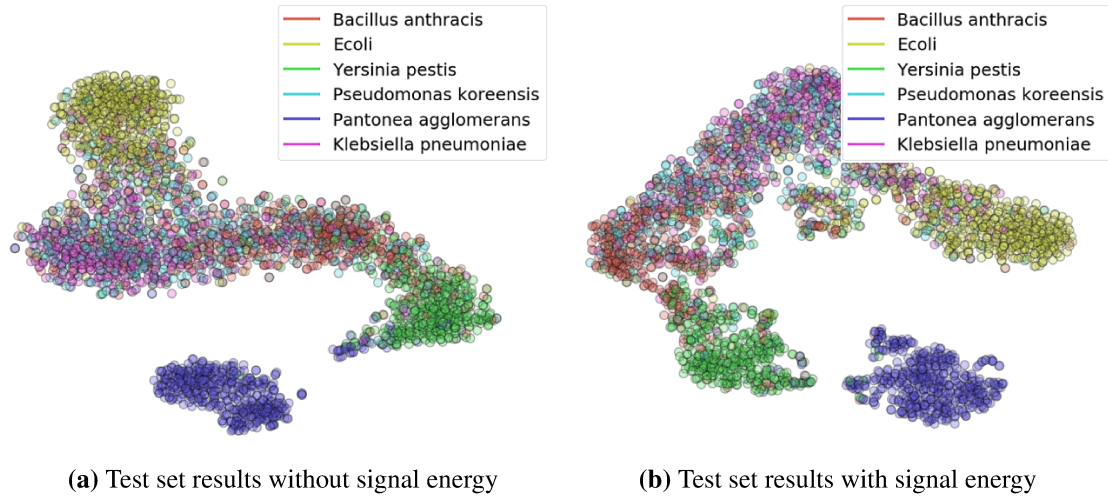 Bacillus anthracis
Ecoli
Yersinia pestis
Pseudomonas koreensis
Pantonea agglomerans
Klebsiella pneumoniae
Bacillus anthracis
Ecoli
Yersinia pestis
Pseudomonas koreensis
Pantonea agglomerans
Klebsiella pneumoniae
(a) Test set results without signal energy
(b) Test set results with signal energy